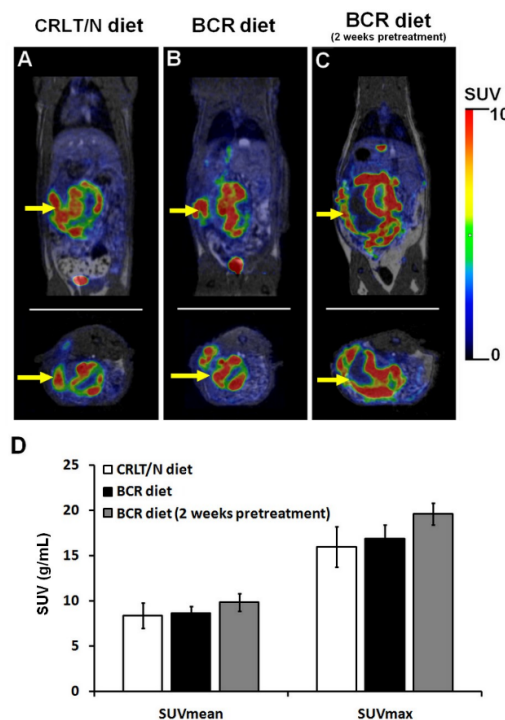 CRLT/N diet
BCR diet
BCR diet
(2 weeks pretreatment)
A
B
C
SUV
10
0
D
25
20
15
10
5
0
SUV (g/mL)
CRLT/N diet
BCR diet
BCR diet (2 weeks pretreatment)
SUVmean
SUVmax